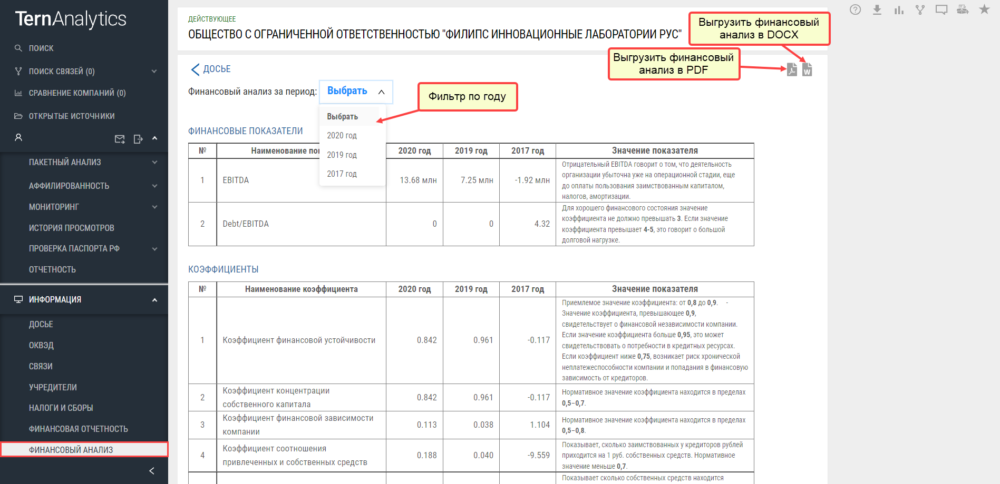 TernAnalytics
ПОИСК
ПОИСК СВЯЗЕЙ (0)
СРАВНЕНИЕ КОМПАНИЙ (0)
ОТКРЫТЫЕ ИСТОЧНИКИ
ПАКЕТНЫЙ АНАЛИЗ
АФФИЛИРОВАННОСТЬ
МОНИТОРИНГ
ИСТОРИЯ ПРОСМОТРОВ
ПРОВЕРКА ПАСПОРТА РФ
ОТЧЕТНОСТЬ
ИНФОРМАЦИЯ
ДОСЬЕ
ОКВЭД
СВЯЗИ
УЧРЕДИТЕЛИ
НАЛОГИ И СБОРЫ
ФИНАНСОВАЯ ОТЧЕТНОСТЬ
ФИНАНСОВЫЙ АНАЛИЗ
ДЕЙСТВУЮЩЕЕ
ОБЩЕСТВО С ОГРАНИЧЕННОЙ ОТВЕТСТВЕННОСТЬЮ "ФИЛИПС ИННОВАЦИОННЫЕ ЛАБОРАТОРИИ РУС"
Выгрузить финансовый
анализ в DOCX
Выгрузить финансовый
анализ в PDF
W
ДОСЬЕ
Финансовый анализ за период: Выбрать
Фильтр по году
Выбрать
2020 год
2019 год
2017 год
ФИНАНСОВЫЕ ПОКАЗАТЕЛИ
№ Наименование пок 2020 год 2019 год 2017 год Значение показателя
1 EBITDA 13.68 млн 7.25 млн -1.92 млн
Отрицательный EBITDA говорит о том, что деятельность
организации убыточна уже на операционной стадии, еще
до оплаты пользования заимствованным капиталом,
налогов, амортизации.
2 Debt/EBITDA 0 0 4.32
Для хорошего финансового состояния значение
коэффициента не должно превышать 3. Если значение
коэффициента превышает 4-5, это говорит о большой
долговой нагрузке.
КОЭФФИЦИЕНТЫ
№ Наименование коэффициента 2020 год 2019 год 2017 год Значение показателя
1 Коэффициент финансовой устойчивости 0.842 0.961 -0.117
Приемлемое значение коэффициента: от 0,8 до 0,9. -
Значение коэффициента, превышающее 0,9,
свидетельствует о финансовой независимости компании.
Если значение коэффициента больше 0,95, это может
свидетельствовать о потребности в кредитных ресурсах.
Если коэффициент ниже 0,75, возникает риск хронической
неплатежеспособности компании и попадания в финансовую
зависимость от кредиторов.
2 Коэффициент концентрации
собственного капитала 0.842 0.961 -0.117
Нормативное значение коэффициента находится в пределах
0,5–0,7.
3 Коэффициент финансовой зависимости
компании 0.113 0.038 1.104
Нормативное значение коэффициента находится в пределах
0,5–0,8.
4 Коэффициент соотношения
привлеченных и собственных средств 0.188 0.040 -9.559
Показывает, сколько заимствованных у кредиторов рублей
приходится на 1 руб. собственных средств. Нормативное
значение меньше 0,7.
Показывает сколько собственных средств находится